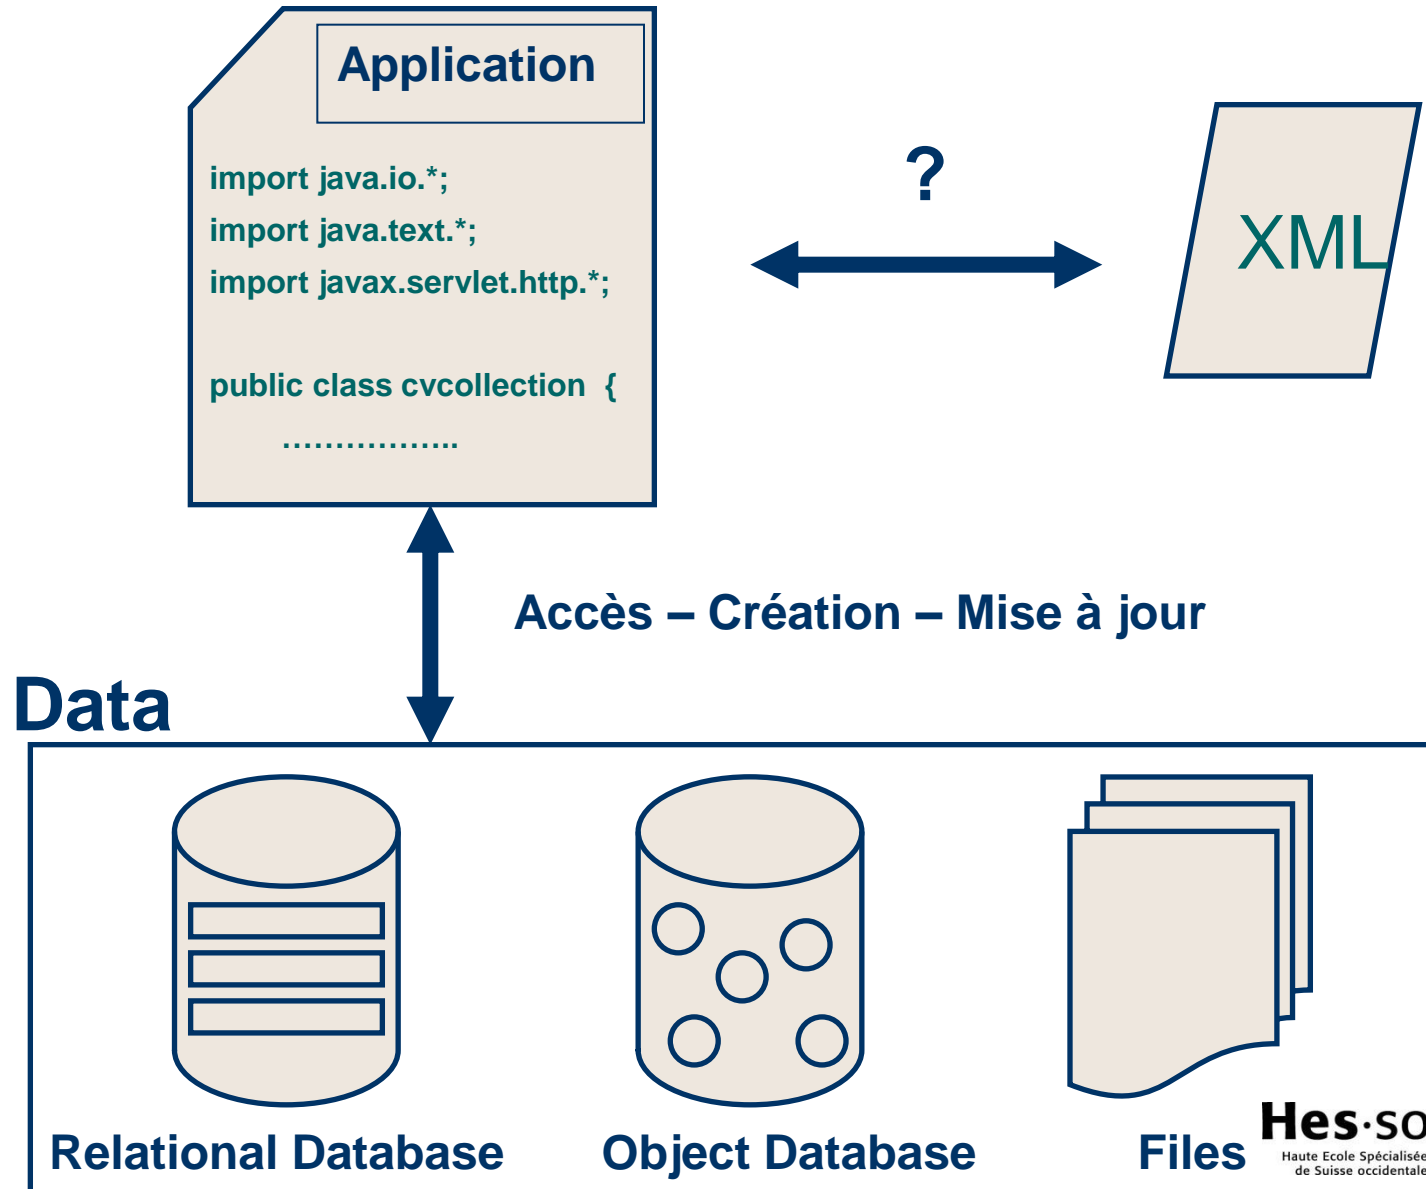 Application
import java.io.*;
import java.text.*;
import javax.servlet.http.*;
public class cvcollection {
……………..
?
XML
Accès – Création – Mise à jour
Data
Relational Database
Object Database
Files
Hes·so
Haute Ecole Spécialisée
de Suisse occidentale